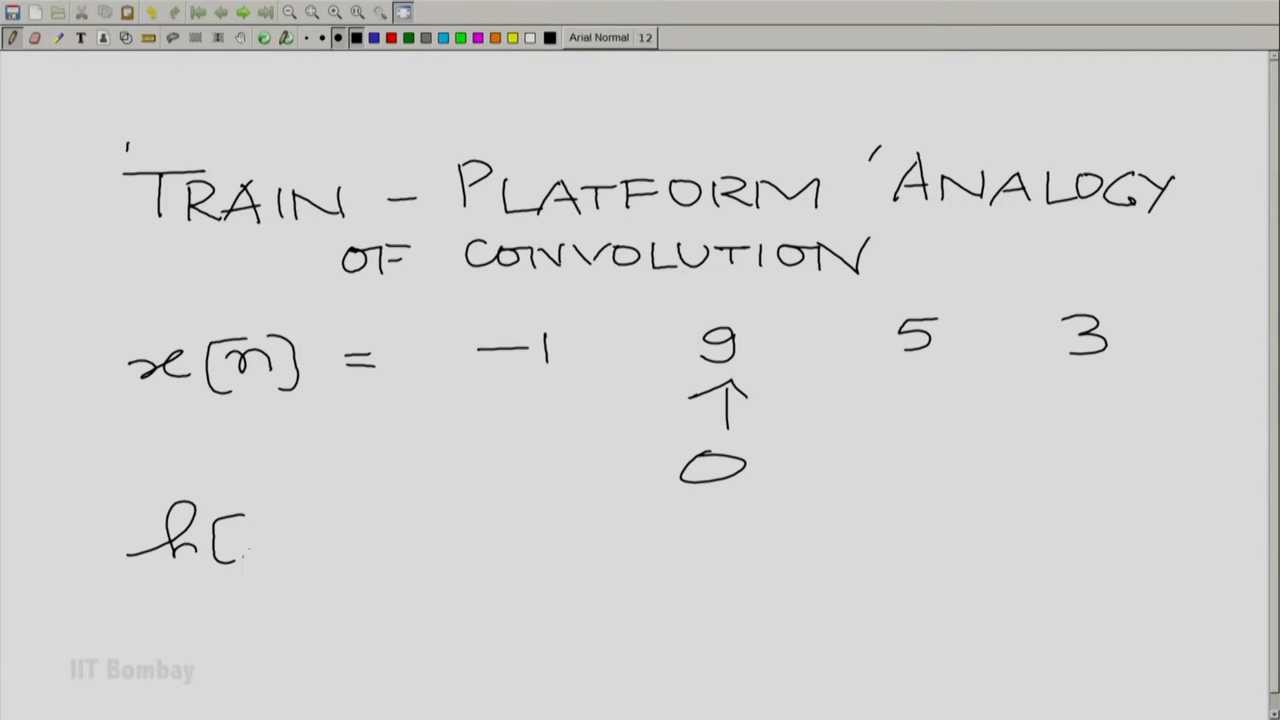 Arial Normal 12
'TRAIN - PLATFORM' ANALOGY
OF CONVOLUTION
x[n] = -1 9 5 3
↑
0
h[
IIT Bombay